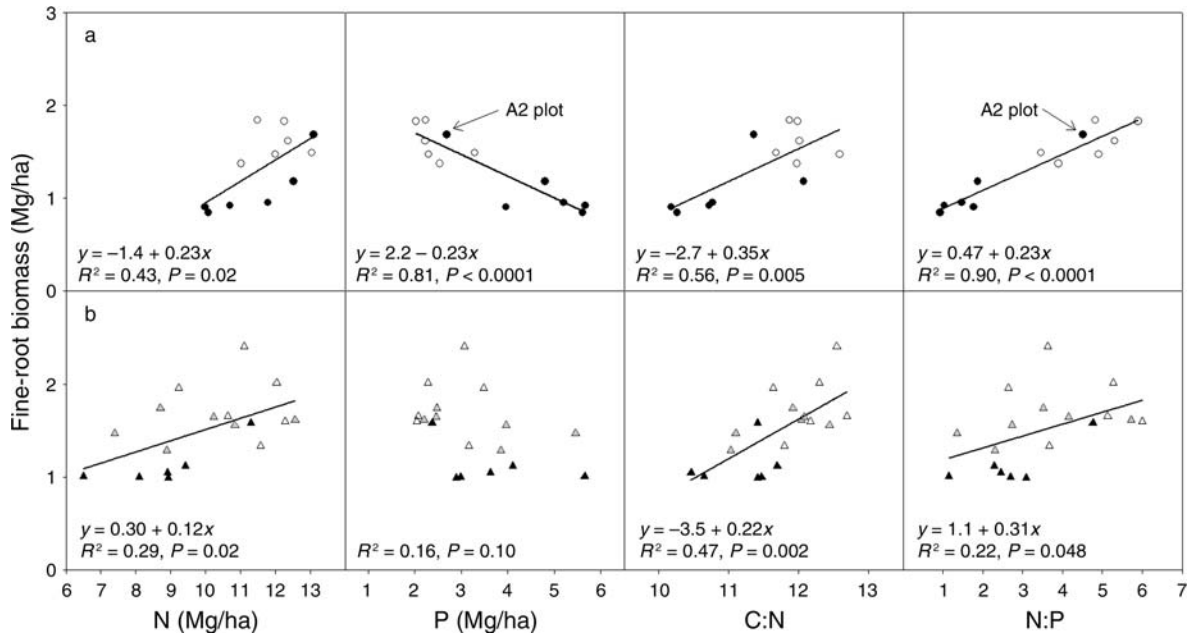 Fine-root biomass (Mg/ha)
3
2
1
0
a
y = −1.4 + 0.23x
R² = 0.43, P = 0.02
A2 plot
y = 2.2 − 0.23x
R² = 0.81, P < 0.0001
y = −2.7 + 0.35x
R² = 0.56, P = 0.005
A2 plot
y = 0.47 + 0.23x
R² = 0.90, P < 0.0001
2
1
0
b
y = 0.30 + 0.12x
R² = 0.29, P = 0.02
R² = 0.16, P = 0.10
y = −3.5 + 0.22x
R² = 0.47, P = 0.002
y = 1.1 + 0.31x
R² = 0.22, P = 0.048
6 7 8 9 10 11 12 13
1 2 3 4 5 6
10 11 12 13
1 2 3 4 5 6 7
N (Mg/ha)
P (Mg/ha)
C:N
N:P